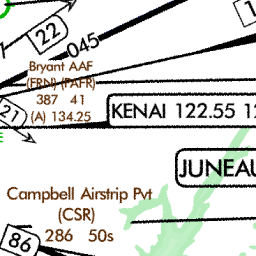 22
045
Bryant AAF
(FRN) (PAFR)
387 41
(A) 134.25
21
KENAI 122.55
JUNEAU
Campbell Airstrip Pvt
(CSR)
286 50s
86